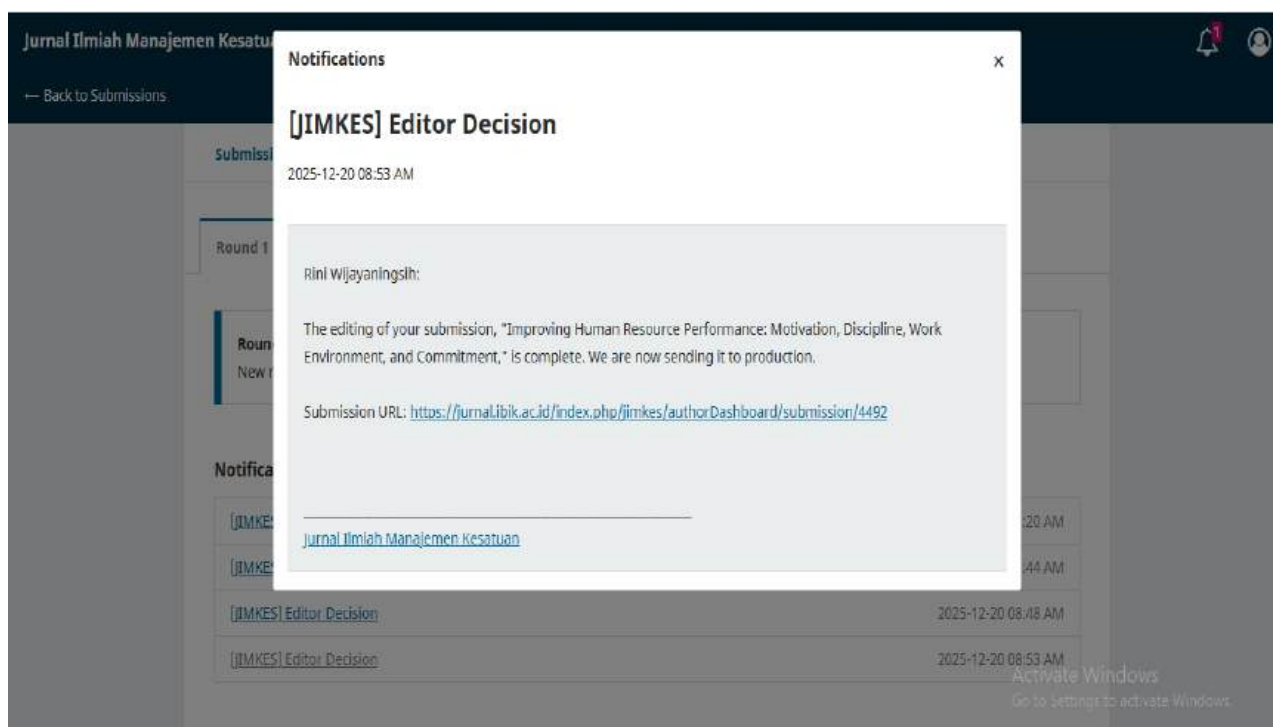 Jurnal Ilmiah Manajemen Kesatua
← Back to Submissions
1
Notifications
x
[JIMKES] Editor Decision
2025-12-20 08:53 AM
Rini Wijayaningsih:
The editing of your submission, "Improving Human Resource Performance: Motivation, Discipline, Work
Environment, and Commitment," is complete. We are now sending it to production.
Submission URL: https://jurnal.ibik.ac.id/index.php/jimkes/authorDashboard/submission/4492
Jurnal Ilmiah Manajemen Kesatuan
Submissi
Round 1
Roun
New r
Notifica
[JIMKES :20 AM
[JIMKES :44 AM
[JIMKES] Editor Decision 2025-12-20 08:48 AM
[JIMKES] Editor Decision 2025-12-20 08:53 AM
Activate Windows
Go to Settings to activate Windows.